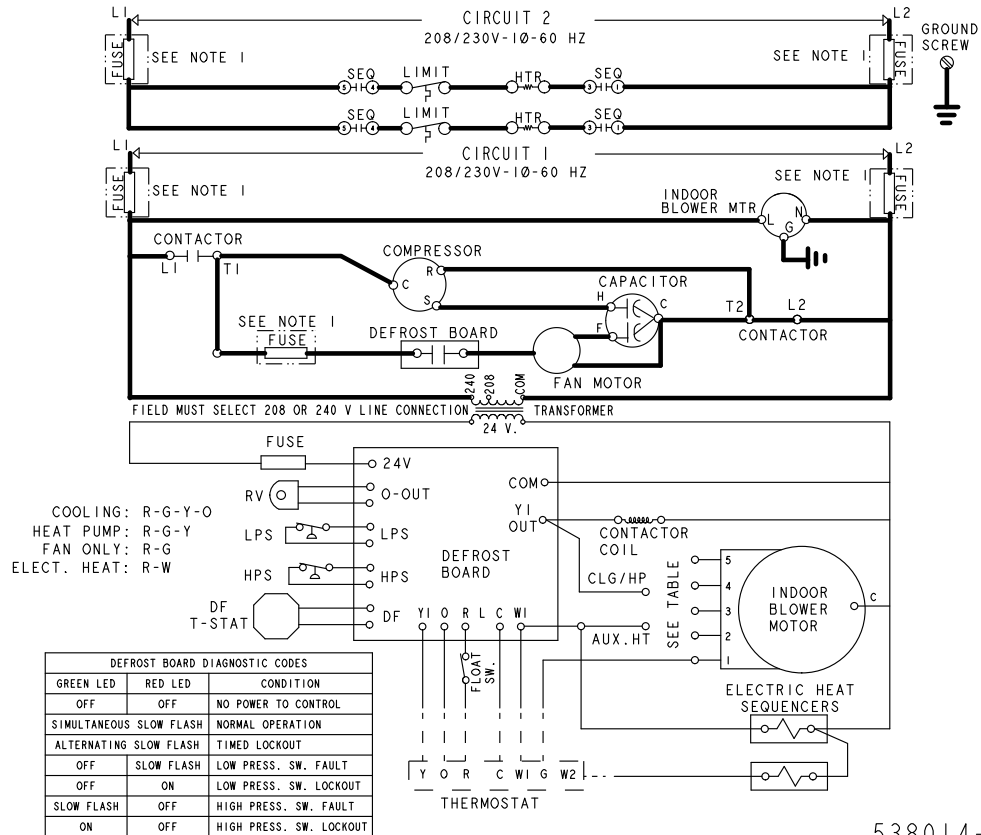 L1 CIRCUIT 2 L2
208/230V-1Ø-60 HZ
GROUND
SCREW
FUSE SEE NOTE 1 SEE NOTE 1 FUSE
SEQ LIMIT HTR SEQ
5 4 3 1
SEQ LIMIT HTR SEQ
5 4 3 1
L1 CIRCUIT 1 L2
208/230V-1Ø-60 HZ
FUSE SEE NOTE 1 SEE NOTE 1 FUSE
INDOOR
BLOWER MTR
L N
G
CONTACTOR
L1 T1
COMPRESSOR
R
C
S
CAPACITOR
H C
F
T2 L2
CONTACTOR
SEE NOTE 1
FUSE
DEFROST BOARD
FAN MOTOR
240 208 COM
FIELD MUST SELECT 208 OR 240 V LINE CONNECTION
TRANSFORMER
24 V.
FUSE
24V
RV O-OUT
LPS LPS
HPS HPS
DF
T-STAT
DF
COOLING: R-G-Y-O
HEAT PUMP: R-G-Y
FAN ONLY: R-G
ELECT. HEAT: R-W
DEFROST
BOARD
COM
Y1
OUT
CONTACTOR
COIL
CLG/HP
AUX.HT
SEE TABLE
5
4
3
2
1
INDOOR
BLOWER
MOTOR
C
Y1 O R L C W1
FLOAT
SW.
ELECTRIC HEAT
SEQUENCERS
Y O R C W1 G W2
THERMOSTAT
DEFROST BOARD DIAGNOSTIC CODES
GREEN LED RED LED CONDITION
OFF OFF NO POWER TO CONTROL
SIMULTANEOUS SLOW FLASH NORMAL OPERATION
ALTERNATING SLOW FLASH TIMED LOCKOUT
OFF SLOW FLASH LOW PRESS. SW. FAULT
OFF ON LOW PRESS. SW. LOCKOUT
SLOW FLASH OFF HIGH PRESS. SW. FAULT
ON OFF HIGH PRESS. SW. LOCKOUT
538014-